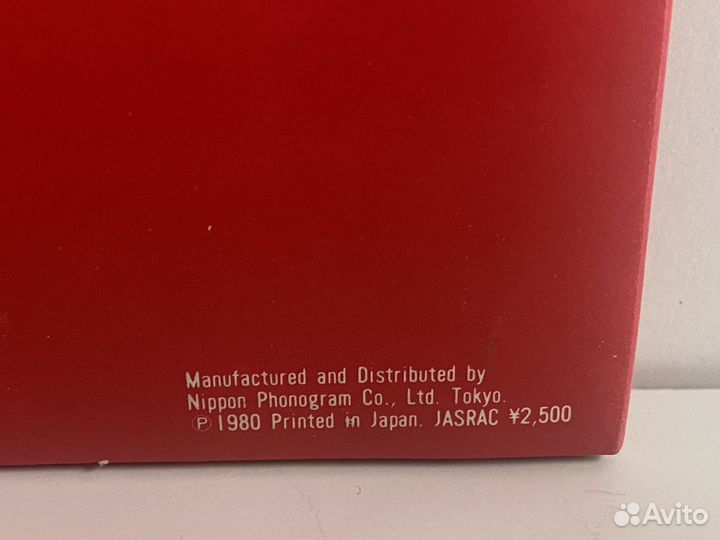 Manufactured and Distributed by
Nippon Phonogram Co., Ltd. Tokyo.
Ⓟ 1980 Printed in Japan. JASRAC ¥2,500
Avito